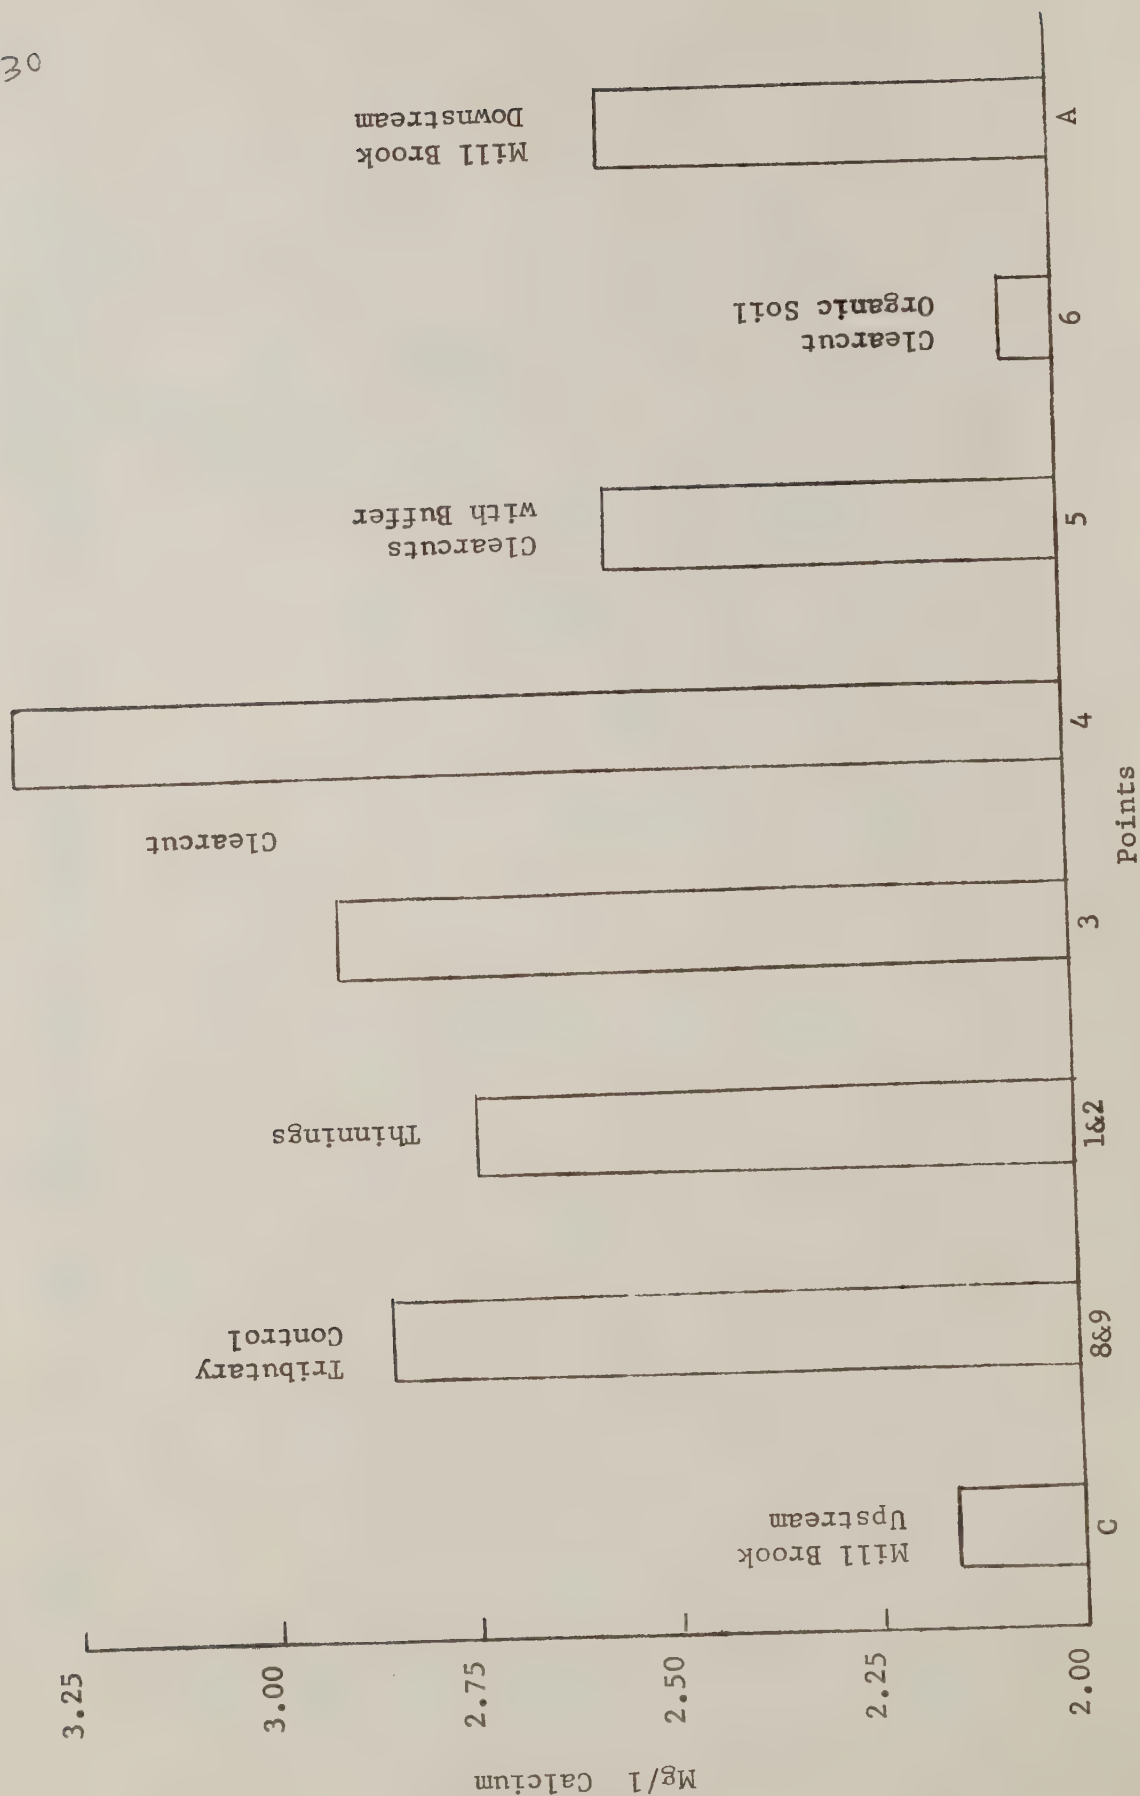 30
Mg/l Calcium
3.25
3.00
2.75
2.50
2.25
2.00
Mill Brook
Upstream
Tributary
Control
Thinnings
Clearcut
Clearcuts
with Buffer
Clearcut
Organic Soil
Mill Brook
Downstream
C
8&9
1&2
3
4
5
6
A
Points